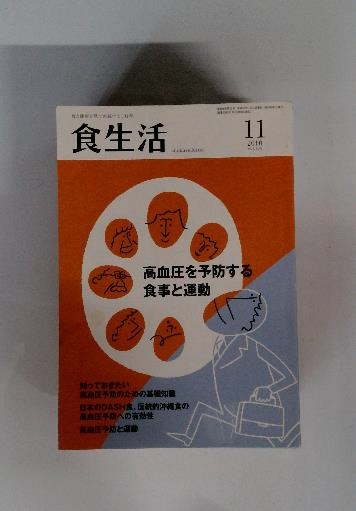 食生活
11
2010
高血圧を予防する
食事と運動
知っておきたい
高血圧予防のための基礎知識
日本のDASH食、伝統的沖縄食の
高血圧予防への有効性
高血圧予防と運動